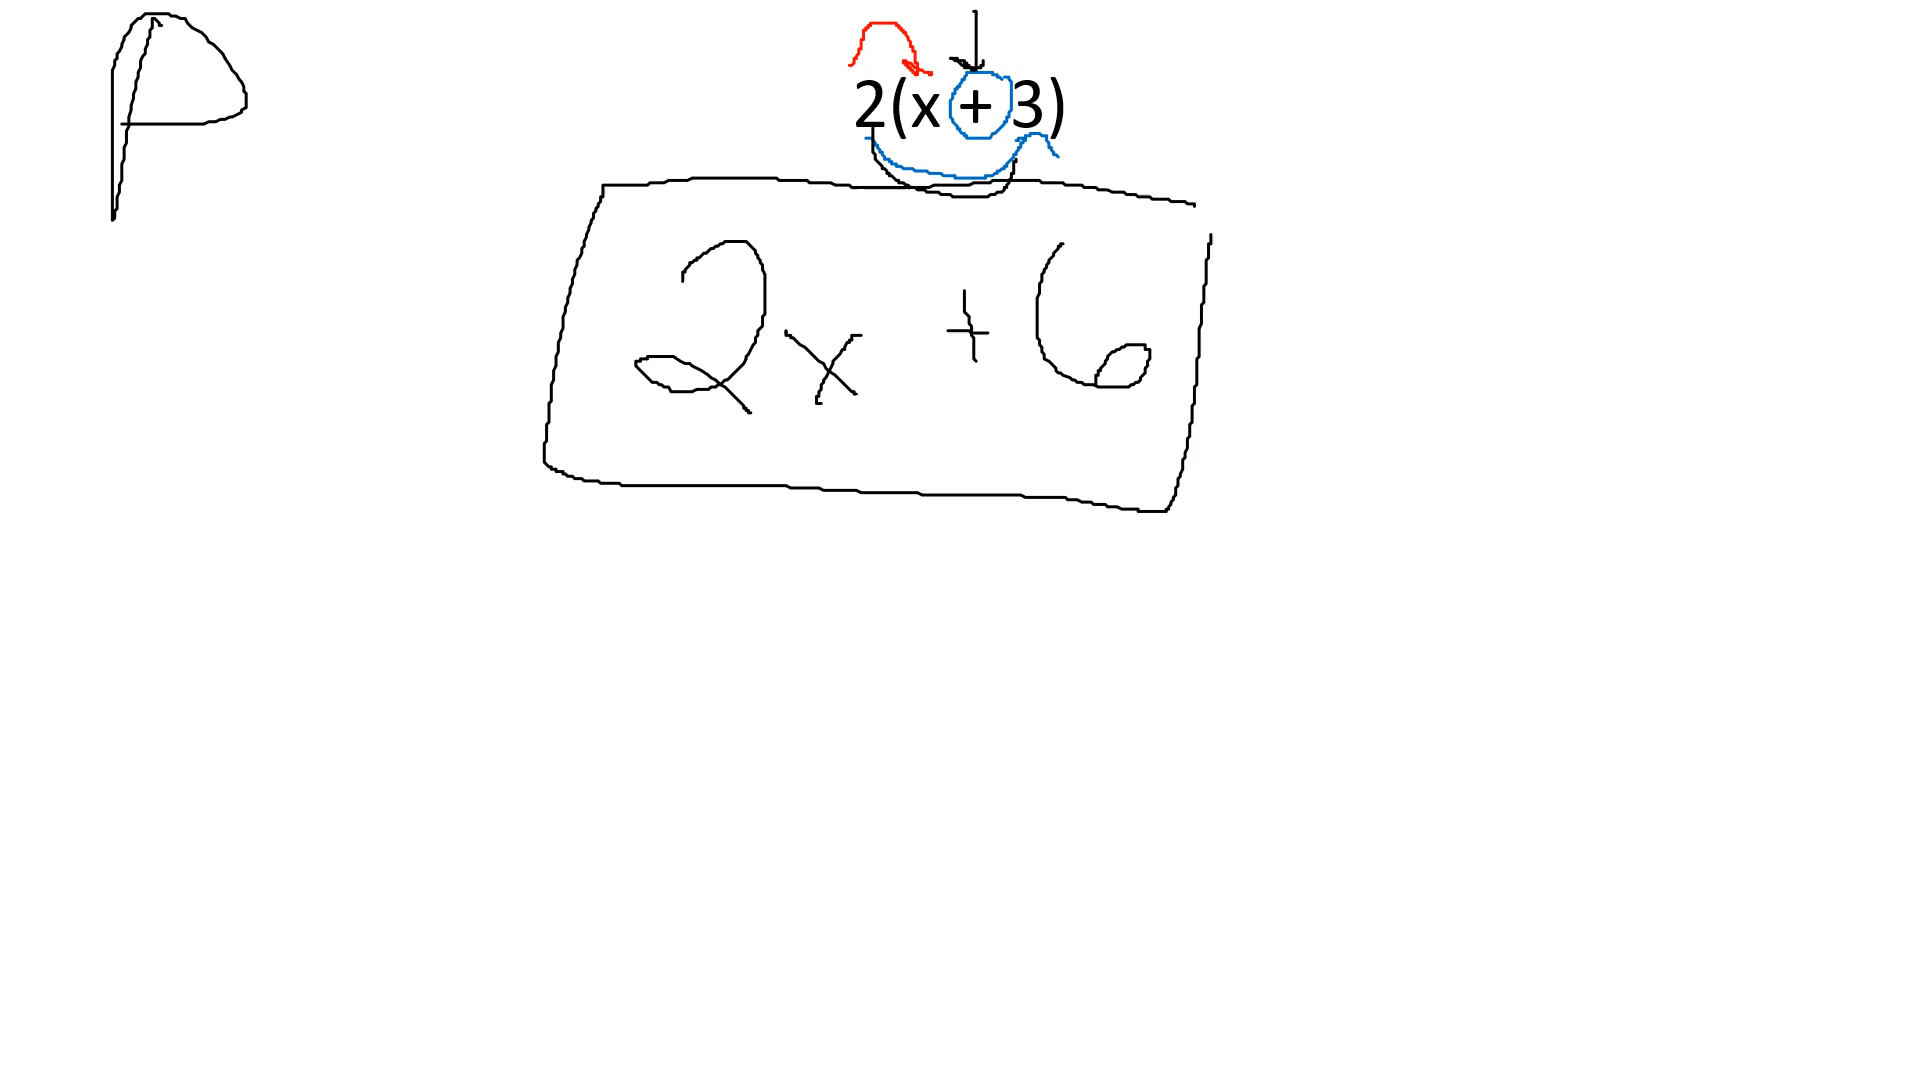 P
2(x + 3)
2x + 6